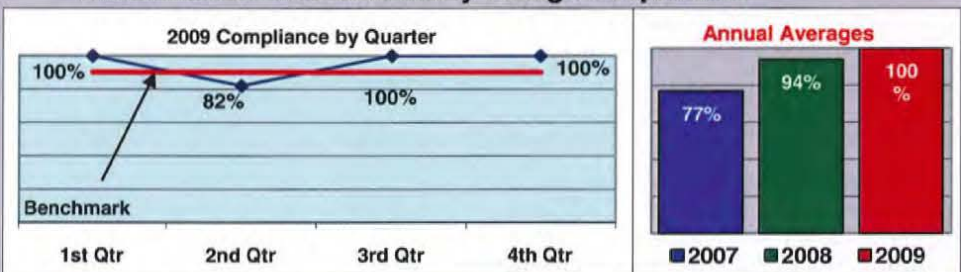 2009 Compliance by Quarter
100%
82%
100%
100%
Benchmark
1st Qtr 2nd Qtr 3rd Qtr 4th Qtr
Annual Averages
77%
94%
100
%
2007 2008 2009